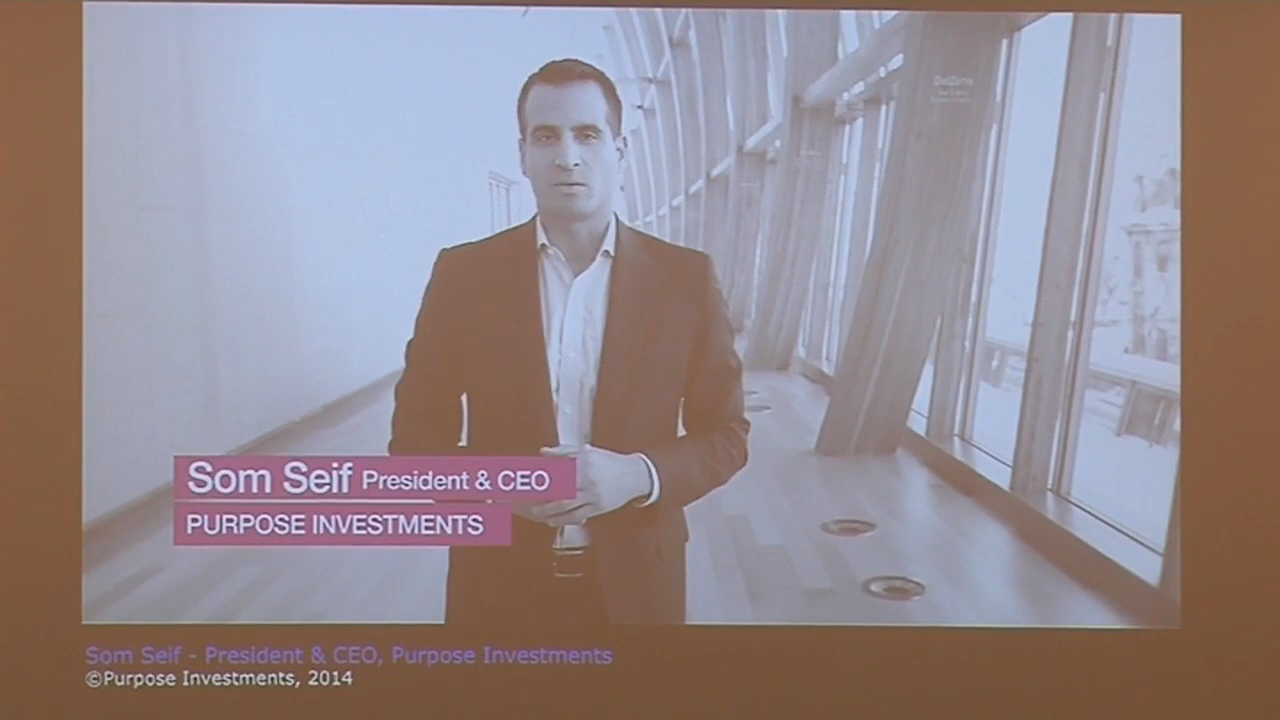 Som Seif President & CEO
PURPOSE INVESTMENTS
Som Seif - President & CEO, Purpose Investments
©Purpose Investments, 2014